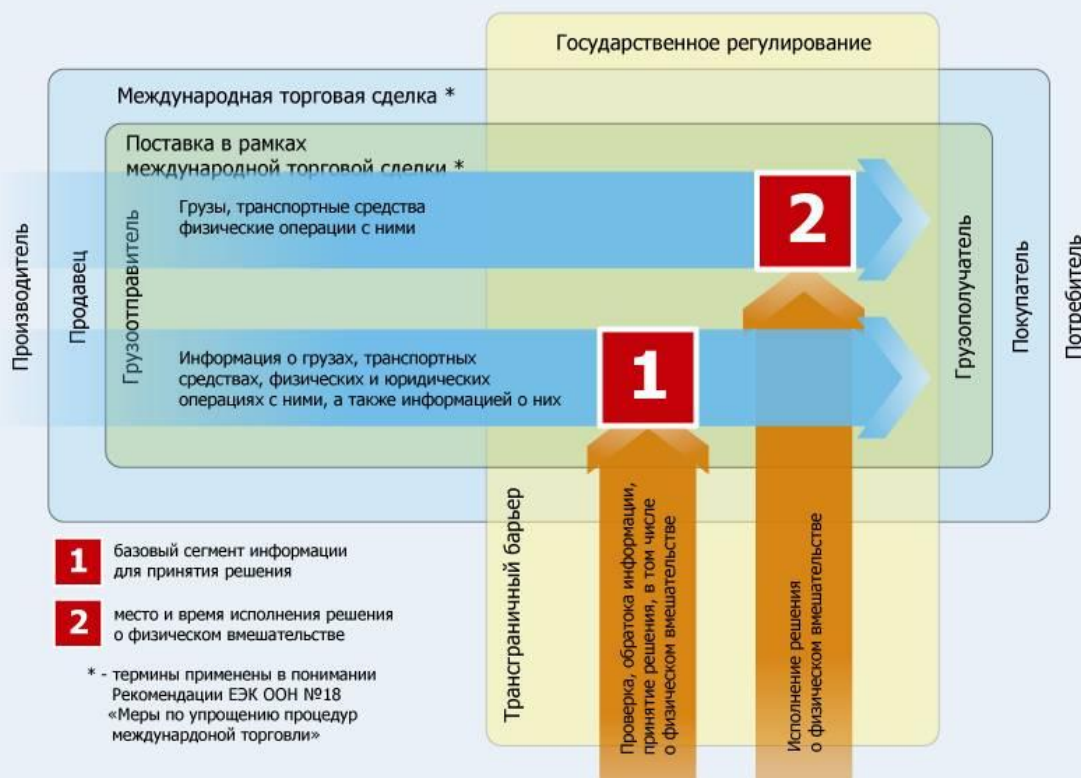 Государственное регулирование
Международная торговая сделка *
Поставка в рамках
международной торговой сделки *
Грузы, транспортные средства
физические операции с ними
2
Производитель
Продавец
Грузоотправитель
Грузополучатель
Покупатель
Потребитель
Информация о грузах, транспортных
средствах, физических и юридических
операциях с ними, а также информацией о них
1
Трансграничный барьер
Проверка, обратока информации,
принятие решения, в том числе
о физическом вмешательстве
Исполнение решения
о физическом вмешательстве
1
базовый сегмент информации
для принятия решения
2
место и время исполнения решения
о физическом вмешательстве
* - термины применены в понимании
Рекомендации ЕЭК ООН №18
«Меры по упрощению процедур
междунардоной торговли»